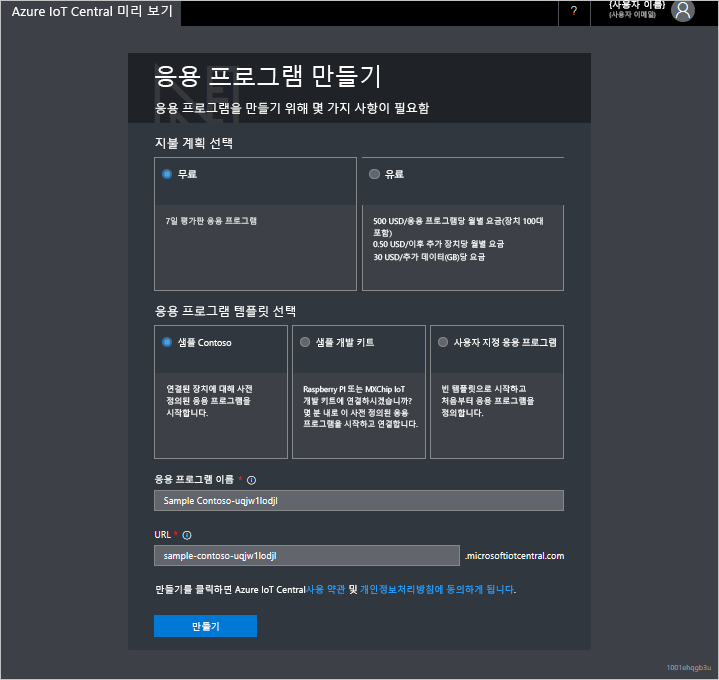 Azure IoT Central 미리 보기
?
{사용자 이름}
{사용자 이메일}
응용 프로그램 만들기
응용 프로그램을 만들기 위해 몇 가지 사항이 필요함
지불 계획 선택
무료
유료
7일 평가판 응용 프로그램
500 USD/응용 프로그램당 월별 요금(장치 100대
포함)
0.50 USD/이후 추가 장치당 월별 요금
30 USD/추가 데이터(GB)당 요금
응용 프로그램 템플릿 선택
샘플 Contoso
샘플 개발 키트
사용자 지정 응용 프로그램
연결된 장치에 대해 사전
정의된 응용 프로그램을
시작합니다.
Raspberry PI 또는 MXChip IoT
개발 키트에 연결하시겠습니까?
몇 분 내로 이 사전 정의된 응용
프로그램을 시작하고 연결합니다.
빈 템플릿으로 시작하고
처음부터 응용 프로그램을
정의합니다.
응용 프로그램 이름 *
Sample Contoso-uqjw1lodjl
URL *
sample-contoso-uqjw1lodjl
.microsoftiotcentral.com
만들기를 클릭하면 Azure IoT Central사용 약관 및 개인정보처리방침에 동의하게 됩니다.
만들기
1001ehqgb3u